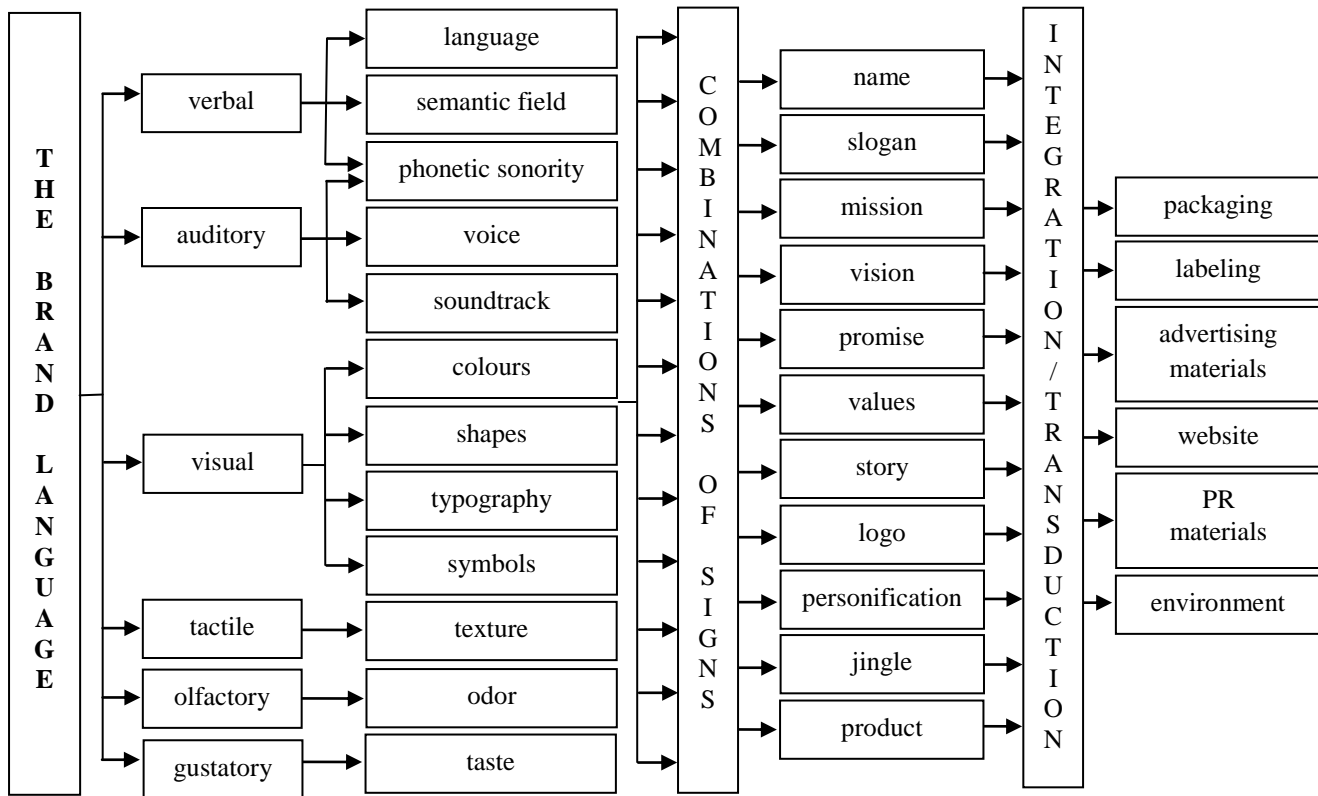 THE BRAND LANGUAGE
verbal
auditory
visual
tactile
olfactory
gustatory
language
semantic field
phonetic sonority
voice
soundtrack
colours
shapes
typography
symbols
texture
odor
taste
COMBINATIONS OF SIGNS
name
slogan
mission
vision
promise
values
story
logo
personification
jingle
product
INTEGRATION/TRANSDUCTION
packaging
labeling
advertising
materials
website
PR
materials
environment